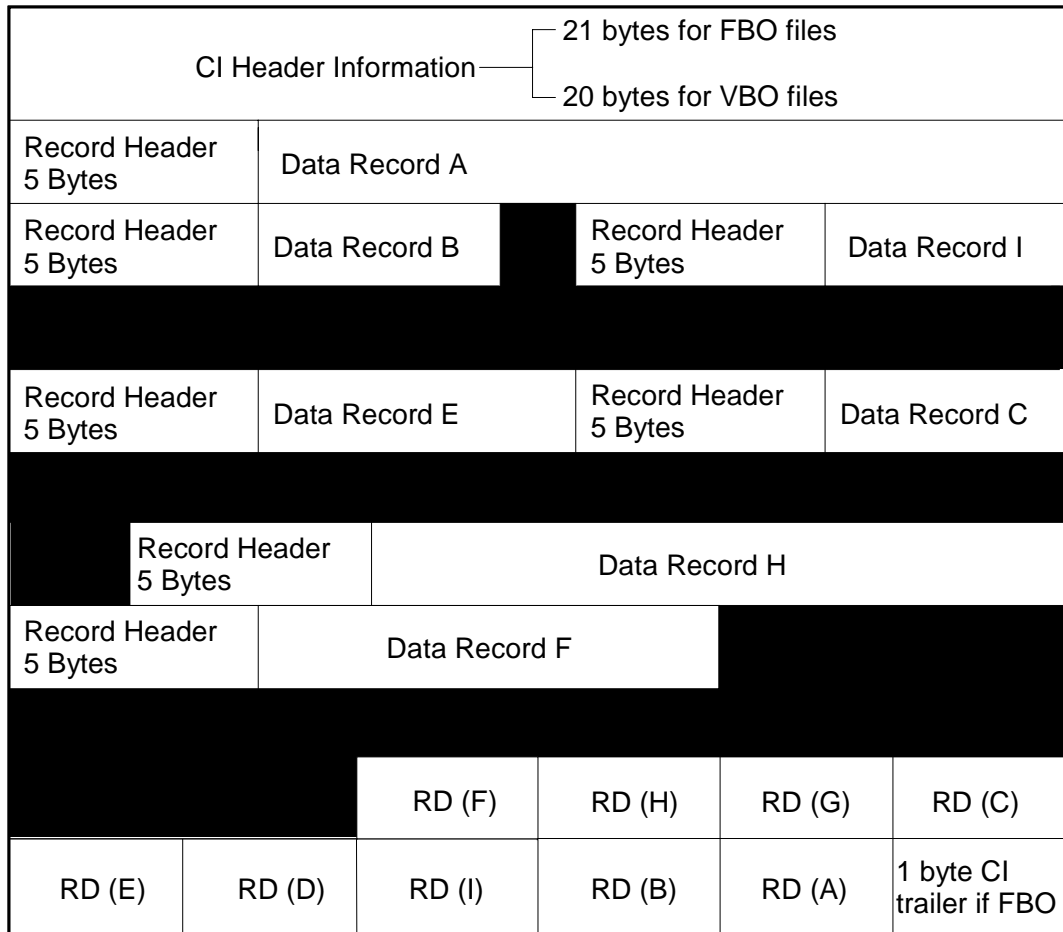 21 bytes for FBO files
CI Header Information
20 bytes for VBO files
Record Header
5 Bytes
Data Record A
Record Header
5 Bytes
Data Record B
Record Header
5 Bytes
Data Record I
Record Header
5 Bytes
Data Record E
Record Header
5 Bytes
Data Record C
Record Header
5 Bytes
Data Record H
Record Header
5 Bytes
Data Record F
RD (F)
RD (H)
RD (G)
RD (C)
RD (E)
RD (D)
RD (I)
RD (B)
RD (A)
1 byte CI
trailer if FBO